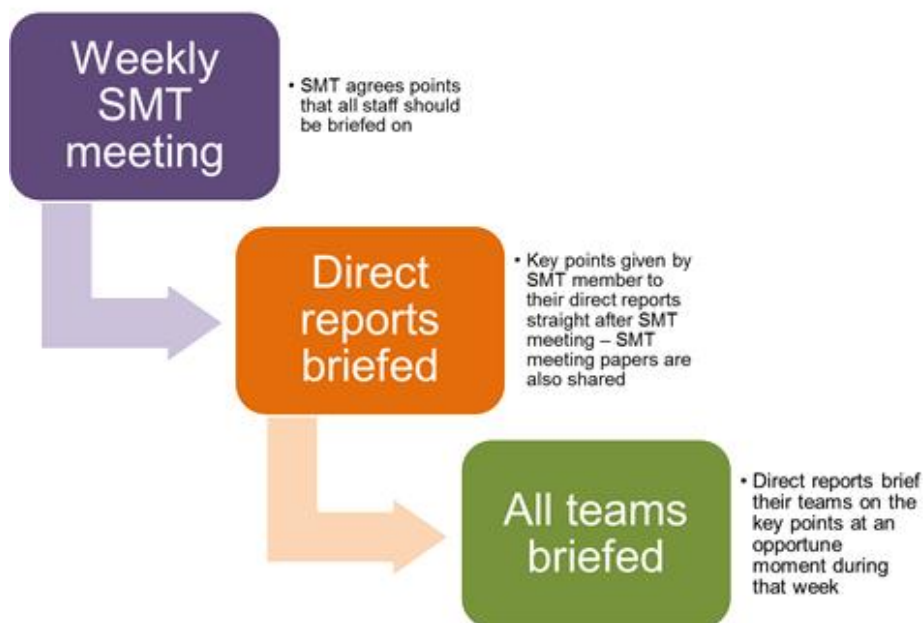 Weekly
SMT
meeting
• SMT agrees points
that all staff should
be briefed on
Direct
reports
briefed
• Key points given by
SMT member to
their direct reports
straight after SMT
meeting – SMT
meeting papers are
also shared
All teams
briefed
• Direct reports brief
their teams on the
key points at an
opportune
moment during
that week